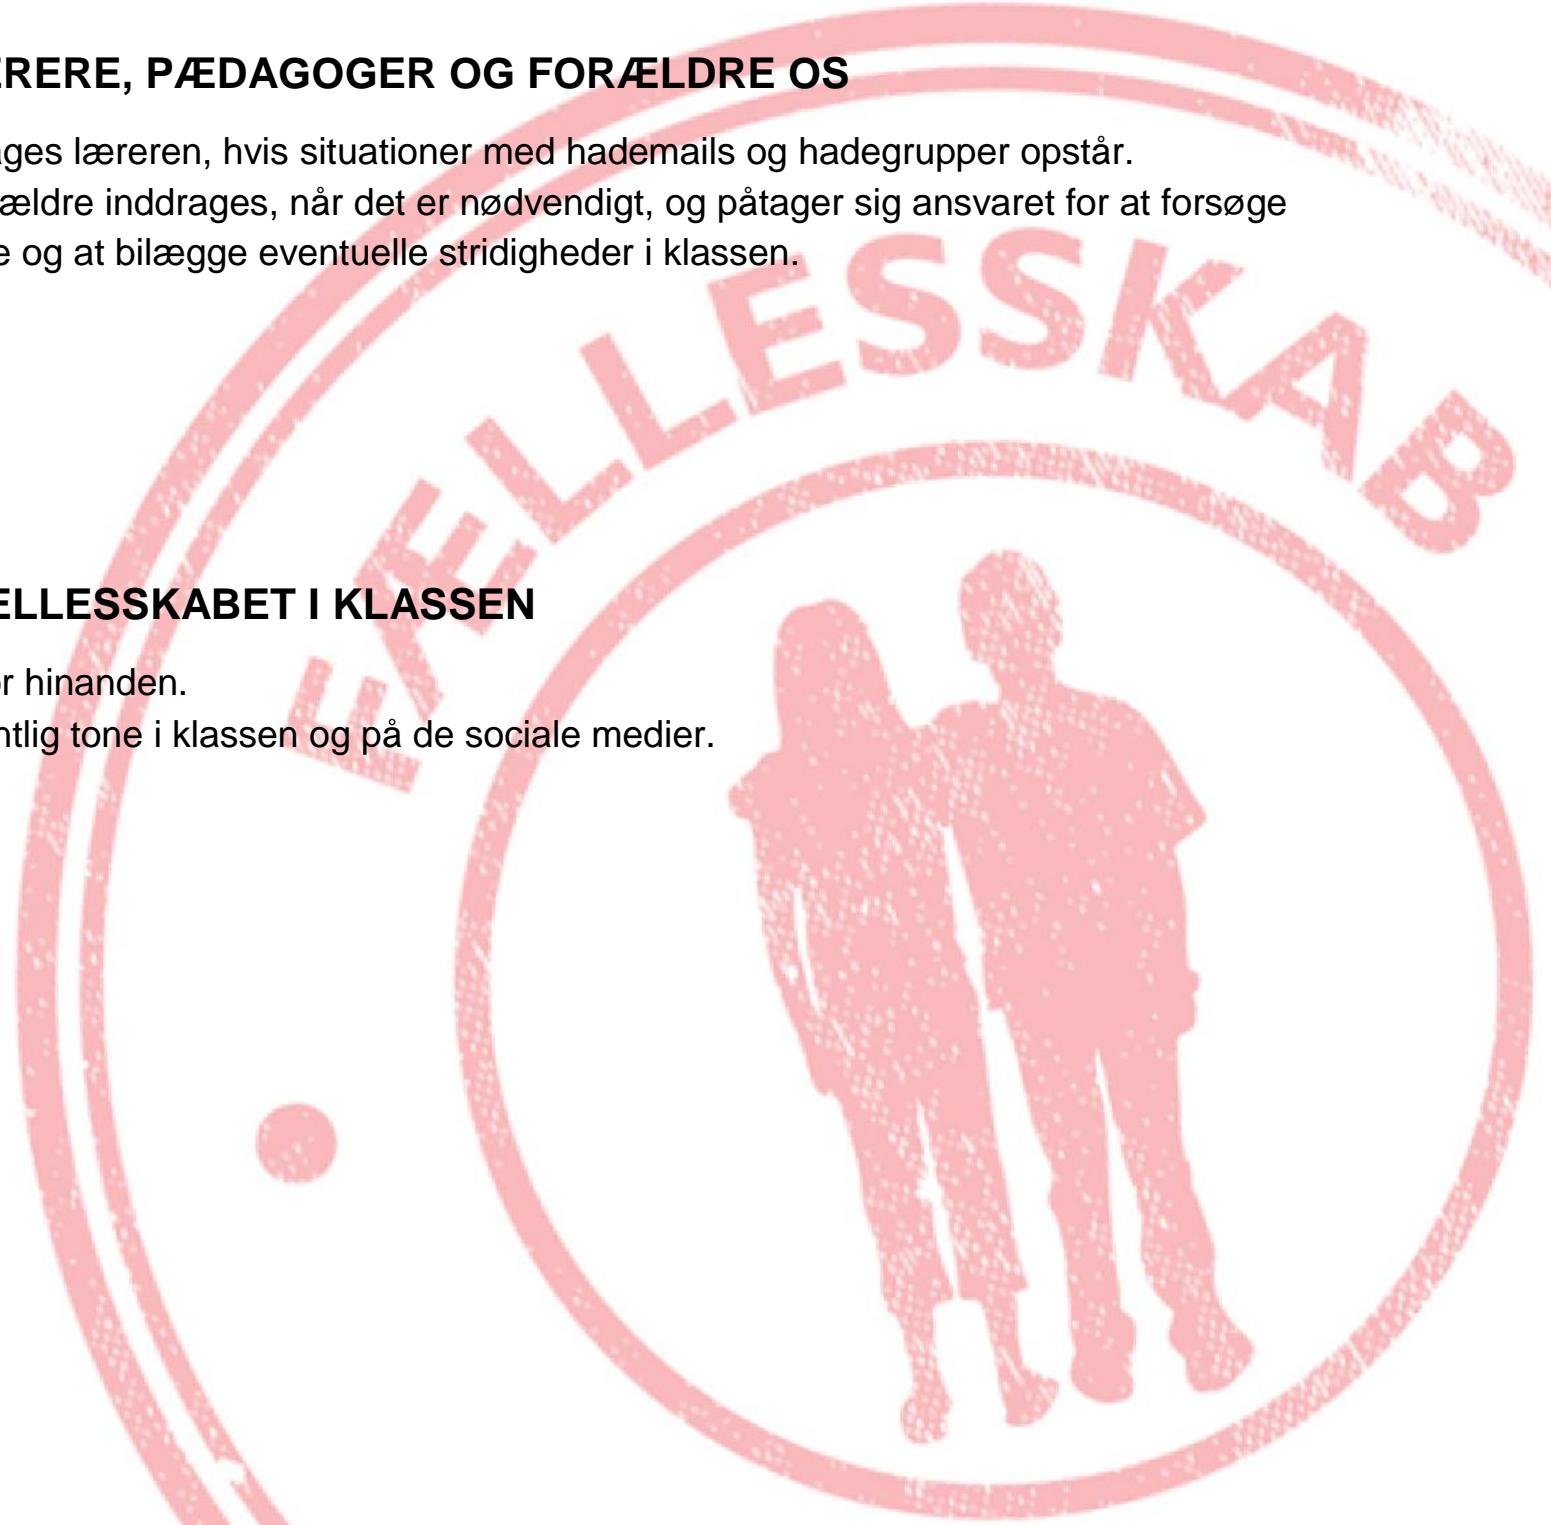 ERERE, PÆDAGOGER OG FORÆLDRE OS
ages læreren, hvis situationer med hademails og hadegrupper opstår.
ældre inddrages, når det er nødvendigt, og påtager sig ansvaret for at forsøge
e og at bilægge eventuelle stridigheder i klassen.
FÆLLESSKAB
ELLESSKABET I KLASSEN
or hinanden.
ntlig tone i klassen og på de sociale medier.